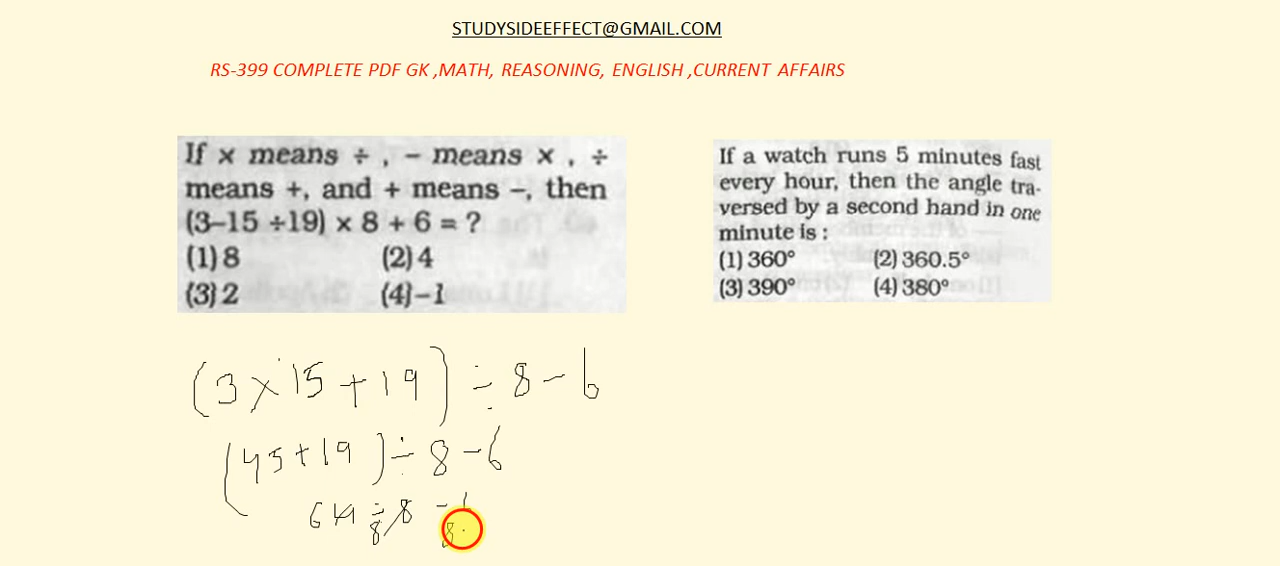 STUDYSIDEEFFECT@GMAIL.COM
RS-399 COMPLETE PDF GK ,MATH, REASONING, ENGLISH ,CURRENT AFFAIRS
If × means ÷ , – means × , ÷
means +, and + means –, then
(3–15 ÷19) × 8 + 6 = ?
(1) 8 (2) 4
(3) 2 (4) –1
If a watch runs 5 minutes fast
every hour, then the angle tra-
versed by a second hand in one
minute is :
(1) 360° (2) 360.5°
(3) 390° (4) 380°
(3 × 15 + 19) ÷ 8 – 6
(45 + 19) ÷ 8 – 6
64 ÷ 8 –
8 8